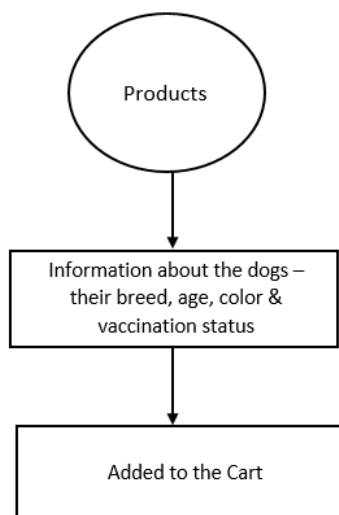 Products
Information about the dogs –
their breed, age, color &
vaccination status
Added to the Cart